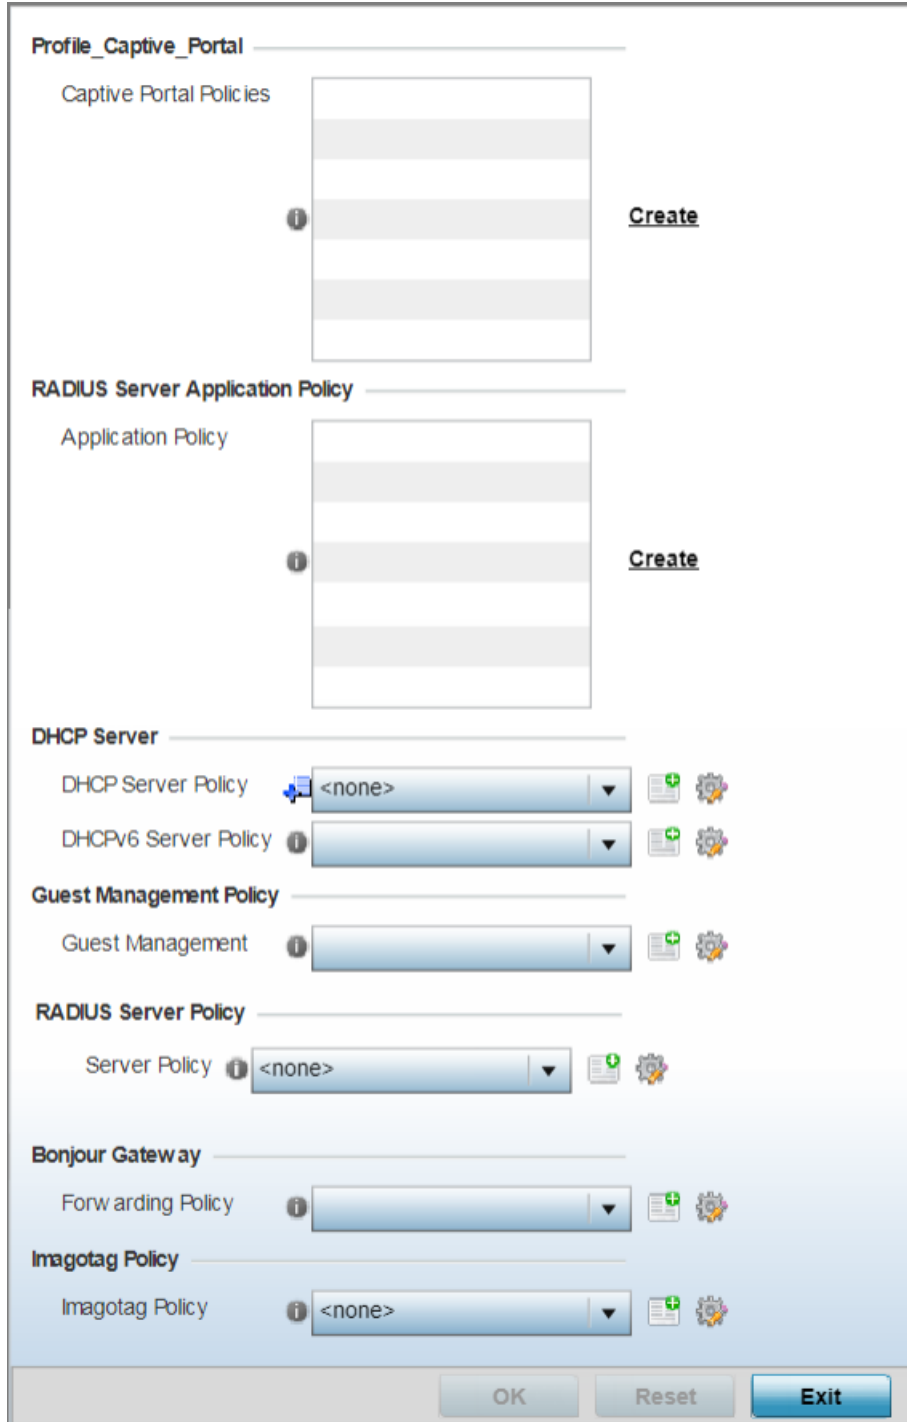 Profile_Captive_Portal
Captive Portal Policies
Create
RADIUS Server Application Policy
Application Policy
Create
DHCP Server
DHCP Server Policy <none>
DHCPv6 Server Policy
Guest Management Policy
Guest Management
RADIUS Server Policy
Server Policy <none>
Bonjour Gateway
Forwarding Policy
Imagotag Policy
Imagotag Policy <none>
OK Reset Exit